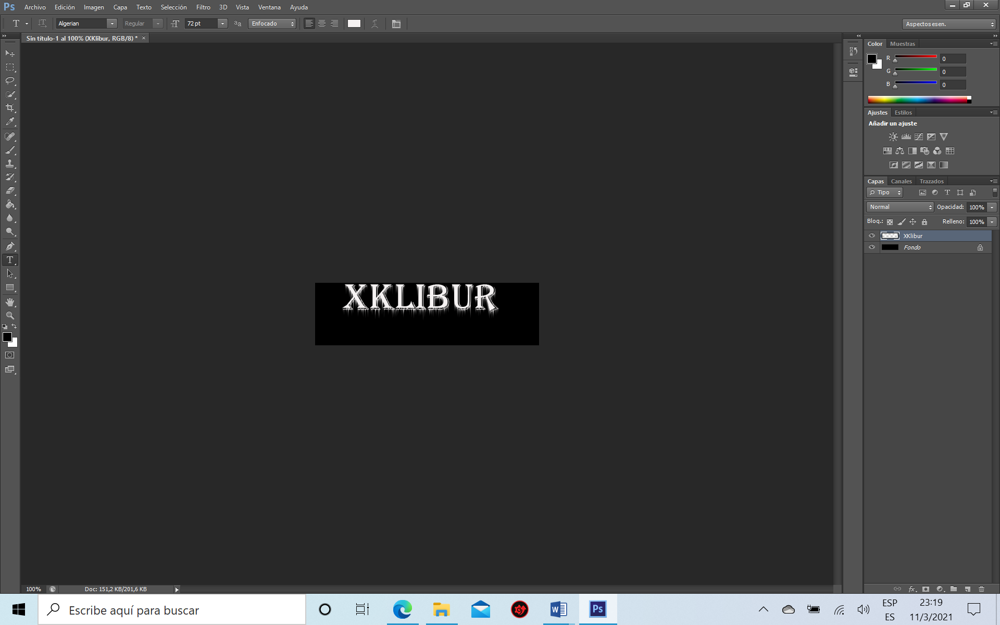 Ps Archivo Edición Imagen Capa Texto Selección Filtro 3D Vista Ventana Ayuda
T Algerian Regular 72 pt aa Enfocado Aspectos esen.
Sin título-1 al 100% (XKlibur, RGB/8) * ×
Color Muestras
R 0
G 0
B 0
Ajustes Estilos
Añadir un ajuste
Capas Canales Trazados
Tipo
Normal Opacidad: 100%
Bloq.: Relleno: 100%
XKlibur
Fondo
XKLIBUR
100% Doc: 151,2 KB/201,6 KB
fx
Escribe aquí para buscar
W
Ps
ESP
ES
23:19
11/3/2021